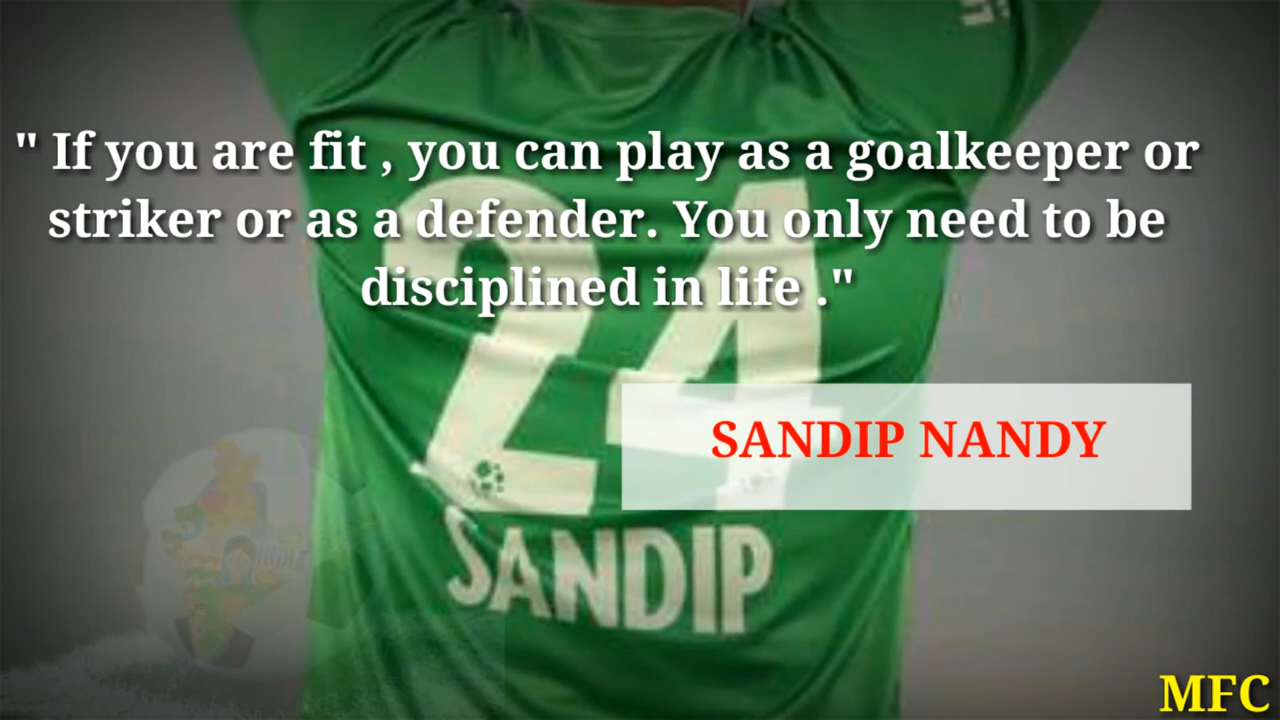 " If you are fit , you can play as a goalkeeper or
striker or as a defender. You only need to be
disciplined in life ."
24
SANDIP NANDY
SANDIP
MFC